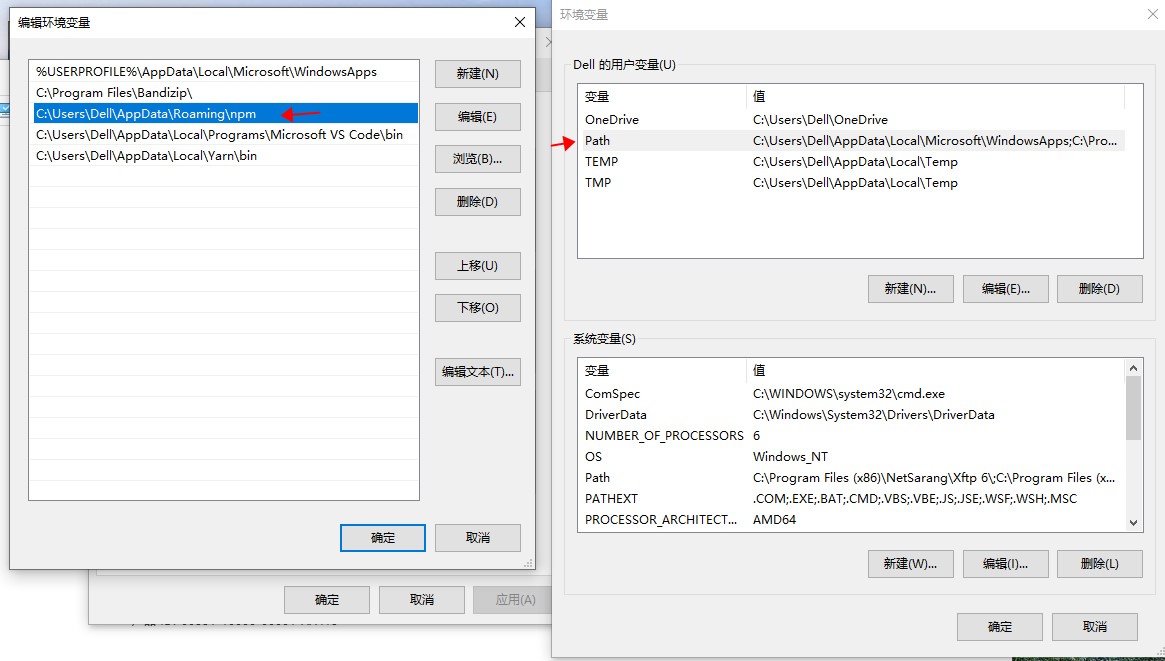 编辑环境变量
%USERPROFILE%\AppData\Local\Microsoft\WindowsApps
C:\Program Files\Bandizip\
C:\Users\Dell\AppData\Roaming\npm
C:\Users\Dell\AppData\Local\Programs\Microsoft VS Code\bin
C:\Users\Dell\AppData\Local\Yarn\bin
新建(N)
编辑(E)
浏览(B)...
删除(D)
上移(U)
下移(O)
编辑文本(T)...
确定
取消
确定
取消
应用(A)
环境变量
Dell 的用户变量(U)
变量 值
OneDrive C:\Users\Dell\OneDrive
Path C:\Users\Dell\AppData\Local\Microsoft\WindowsApps;C:\Pro...
TEMP C:\Users\Dell\AppData\Local\Temp
TMP C:\Users\Dell\AppData\Local\Temp
新建(N)... 编辑(E)... 删除(D)
系统变量(S)
变量 值
ComSpec C:\WINDOWS\system32\cmd.exe
DriverData C:\Windows\System32\Drivers\DriverData
NUMBER_OF_PROCESSORS 6
OS Windows_NT
Path C:\Program Files (x86)\NetSarang\Xftp 6\;C:\Program Files (x...
PATHEXT .COM;.EXE;.BAT;.CMD;.VBS;.VBE;.JS;.JSE;.WSF;.WSH;.MSC
PROCESSOR_ARCHITECT... AMD64
新建(W)... 编辑(I)... 删除(L)
确定 取消